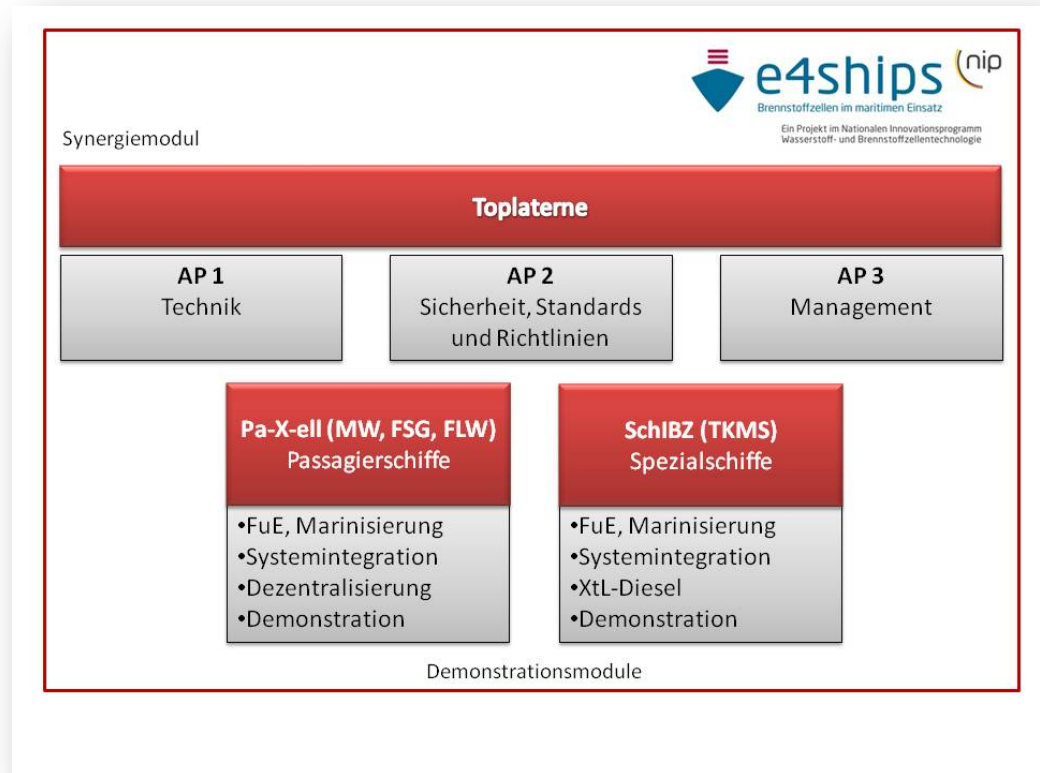 e4ships
(nip
Brennstoffzellen im maritimen Einsatz
Ein Projekt im Nationalen Innovationsprogramm
Wasserstoff- und Brennstoffzellentechnologie
Synergiemodul
Toplaterne
AP 1
Technik
AP 2
Sicherheit, Standards
und Richtlinien
AP 3
Management
Pa-X-ell (MW, FSG, FLW)
Passagierschiffe
•FuE, Marinisierung
•Systemintegration
•Dezentralisierung
•Demonstration
SchIBZ (TKMS)
Spezialschiffe
•FuE, Marinisierung
•Systemintegration
•XtL-Diesel
•Demonstration
Demonstrationsmodule